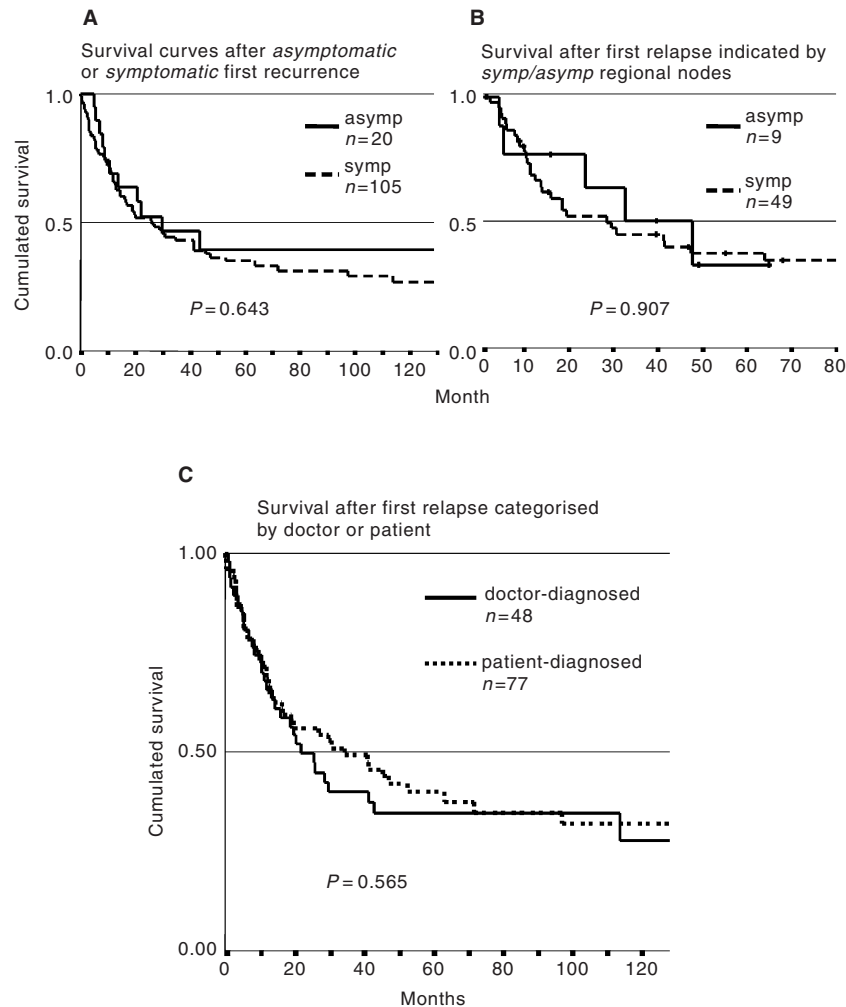 A
Survival curves after asymptomatic
or symptomatic first recurrence
1.0
0.5
0.0
Cumulated survival
asymp
n=20
symp
n=105
P=0.643
0 20 40 60 80 100 120
B
Survival after first relapse indicated by
symp/asymp regional nodes
1.0
0.5
0.0
asymp
n=9
symp
n=49
P=0.907
0 10 20 30 40 50 60 70 80
Month
C
Survival after first relapse categorised
by doctor or patient
1.00
0.50
0.00
Cumulated survival
doctor-diagnosed
n=48
patient-diagnosed
n=77
P=0.565
0 20 40 60 80 100 120
Months